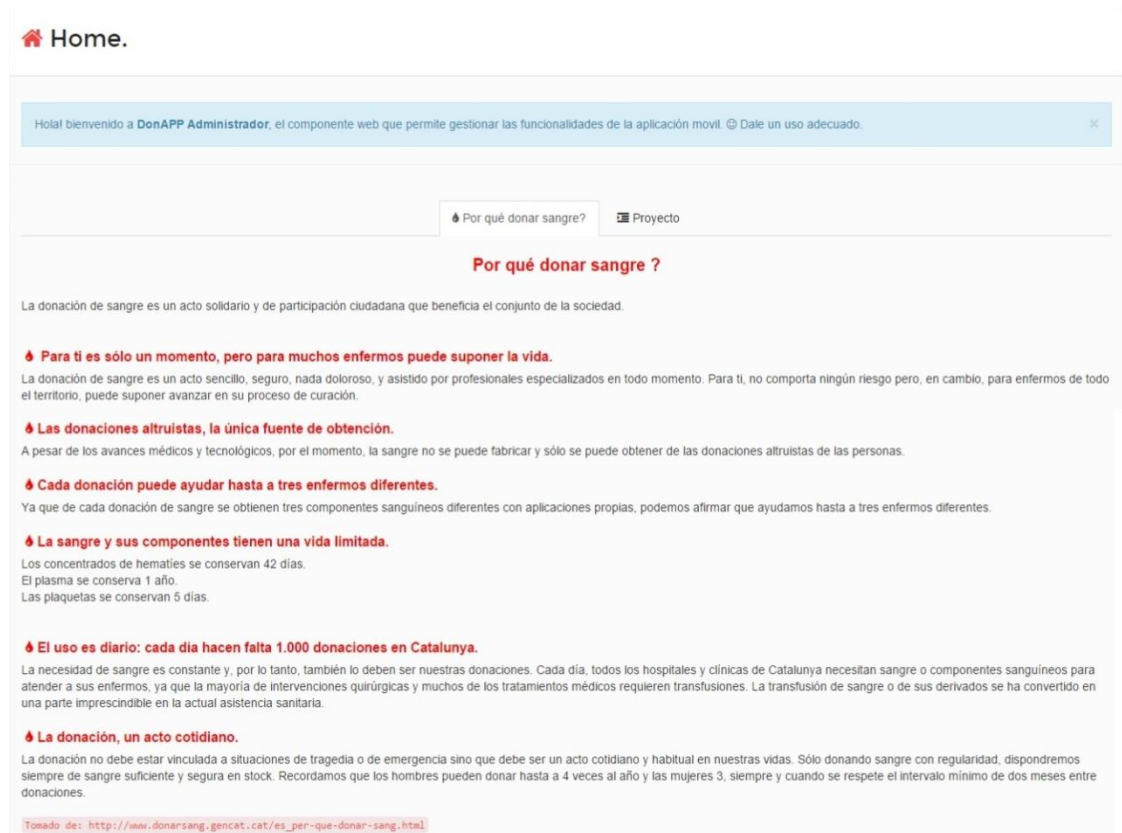 Home.
Hola! bienvenido a DonAPP Administrador, el componente web que permite gestionar las funcionalidades de la aplicación movil. ☺ Dale un uso adecuado. ×
Por qué donar sangre? Proyecto
Por qué donar sangre ?
La donación de sangre es un acto solidario y de participación ciudadana que beneficia el conjunto de la sociedad.
Para ti es sólo un momento, pero para muchos enfermos puede suponer la vida.
La donación de sangre es un acto sencillo, seguro, nada doloroso, y asistido por profesionales especializados en todo momento. Para ti, no comporta ningún riesgo pero, en cambio, para enfermos de todo
el territorio, puede suponer avanzar en su proceso de curación.
Las donaciones altruistas, la única fuente de obtención.
A pesar de los avances médicos y tecnológicos, por el momento, la sangre no se puede fabricar y sólo se puede obtener de las donaciones altruistas de las personas.
Cada donación puede ayudar hasta a tres enfermos diferentes.
Ya que de cada donación de sangre se obtienen tres componentes sanguíneos diferentes con aplicaciones propias, podemos afirmar que ayudamos hasta a tres enfermos diferentes.
La sangre y sus componentes tienen una vida limitada.
Los concentrados de hematíes se conservan 42 días.
El plasma se conserva 1 año.
Las plaquetas se conservan 5 días.
El uso es diario: cada día hacen falta 1.000 donaciones en Catalunya.
La necesidad de sangre es constante y, por lo tanto, también lo deben ser nuestras donaciones. Cada día, todos los hospitales y clínicas de Catalunya necesitan sangre o componentes sanguíneos para
atender a sus enfermos, ya que la mayoría de intervenciones quirúrgicas y muchos de los tratamientos médicos requieren transfusiones. La transfusión de sangre o de sus derivados se ha convertido en
una parte imprescindible en la actual asistencia sanitaria.
La donación, un acto cotidiano.
La donación no debe estar vinculada a situaciones de tragedia o de emergencia sino que debe ser un acto cotidiano y habitual en nuestras vidas. Sólo donando sangre con regularidad, dispondremos
siempre de sangre suficiente y segura en stock. Recordamos que los hombres pueden donar hasta a 4 veces al año y las mujeres 3, siempre y cuando se respete el intervalo mínimo de dos meses entre
donaciones.
Tomado de: http://www.donarsang.gencat.cat/es_per-que-donar-sang.html